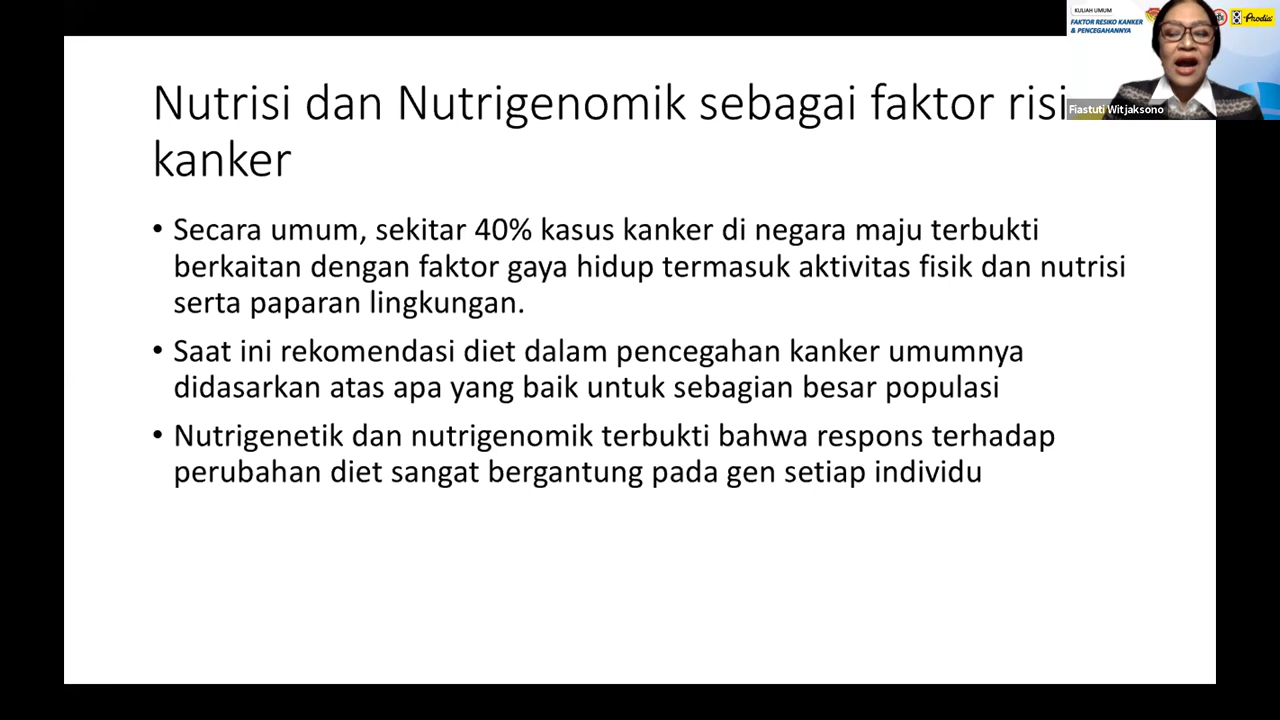 KULIAH UMUM
FAKTOR RESIKO KANKER
& PENCEGAHANNYA
Prodia
Fiastuti Witjaksono
Nutrisi dan Nutrigenomik sebagai faktor risi
kanker
• Secara umum, sekitar 40% kasus kanker di negara maju terbukti
berkaitan dengan faktor gaya hidup termasuk aktivitas fisik dan nutrisi
serta paparan lingkungan.
• Saat ini rekomendasi diet dalam pencegahan kanker umumnya
didasarkan atas apa yang baik untuk sebagian besar populasi
• Nutrigenetik dan nutrigenomik terbukti bahwa respons terhadap
perubahan diet sangat bergantung pada gen setiap individu